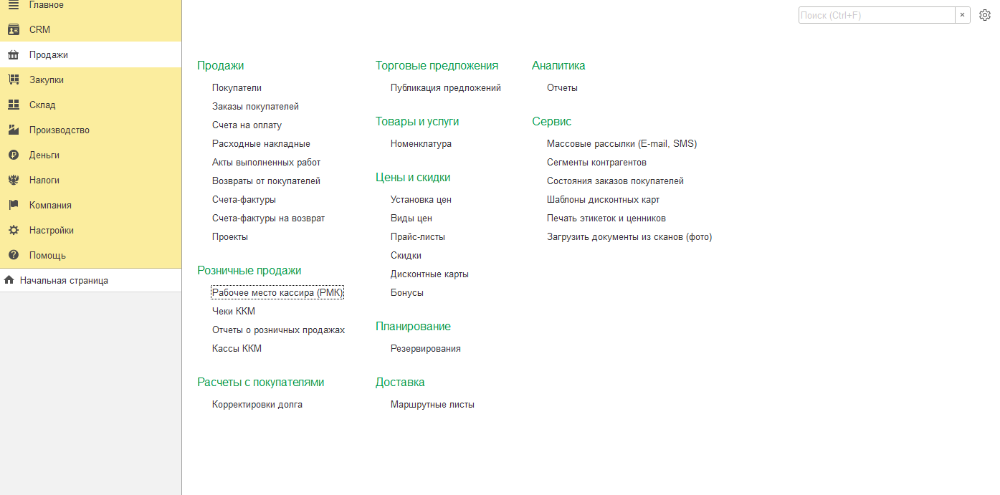 Главное
CRM
Продажи
Закупки
Склад
Производство
Деньги
Налоги
Компания
Настройки
Помощь
Начальная страница
Поиск (Ctrl+F)
×
Продажи
Покупатели
Заказы покупателей
Счета на оплату
Расходные накладные
Акты выполненных работ
Возвраты от покупателей
Счета-фактуры
Счета-фактуры на возврат
Проекты
Розничные продажи
Рабочее место кассира (РМК)
Чеки ККМ
Отчеты о розничных продажах
Кассы ККМ
Расчеты с покупателями
Корректировки долга
Торговые предложения
Публикация предложений
Товары и услуги
Номенклатура
Цены и скидки
Установка цен
Виды цен
Прайс-листы
Скидки
Дисконтные карты
Бонусы
Планирование
Резервирования
Доставка
Маршрутные листы
Аналитика
Отчеты
Сервис
Массовые рассылки (E-mail, SMS)
Сегменты контрагентов
Состояния заказов покупателей
Шаблоны дисконтных карт
Печать этикеток и ценников
Загрузить документы из сканов (фото)